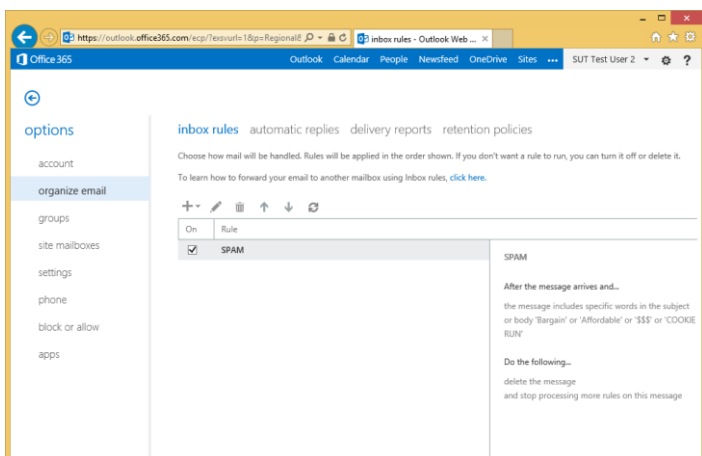 https://outlook.office365.com/ecp/?exsvurl=1&p=Regional
inbox rules - Outlook Web ...
Office 365
Outlook Calendar People Newsfeed OneDrive Sites ••• SUT Test User 2 ?
options
inbox rules automatic replies delivery reports retention policies
account
Choose how mail will be handled. Rules will be applied in the order shown. If you don't want a rule to run, you can turn it off or delete it.
organize email
To learn how to forward your email to another mailbox using Inbox rules, click here.
groups
On Rule
site mailboxes
SPAM
SPAM
settings
After the message arrives and...
phone
the message includes specific words in the subject
or body 'Bargain' or 'Affordable' or '$$$' or 'COOKIE
RUN'
block or allow
apps
Do the following...
delete the message
and stop processing more rules on this message